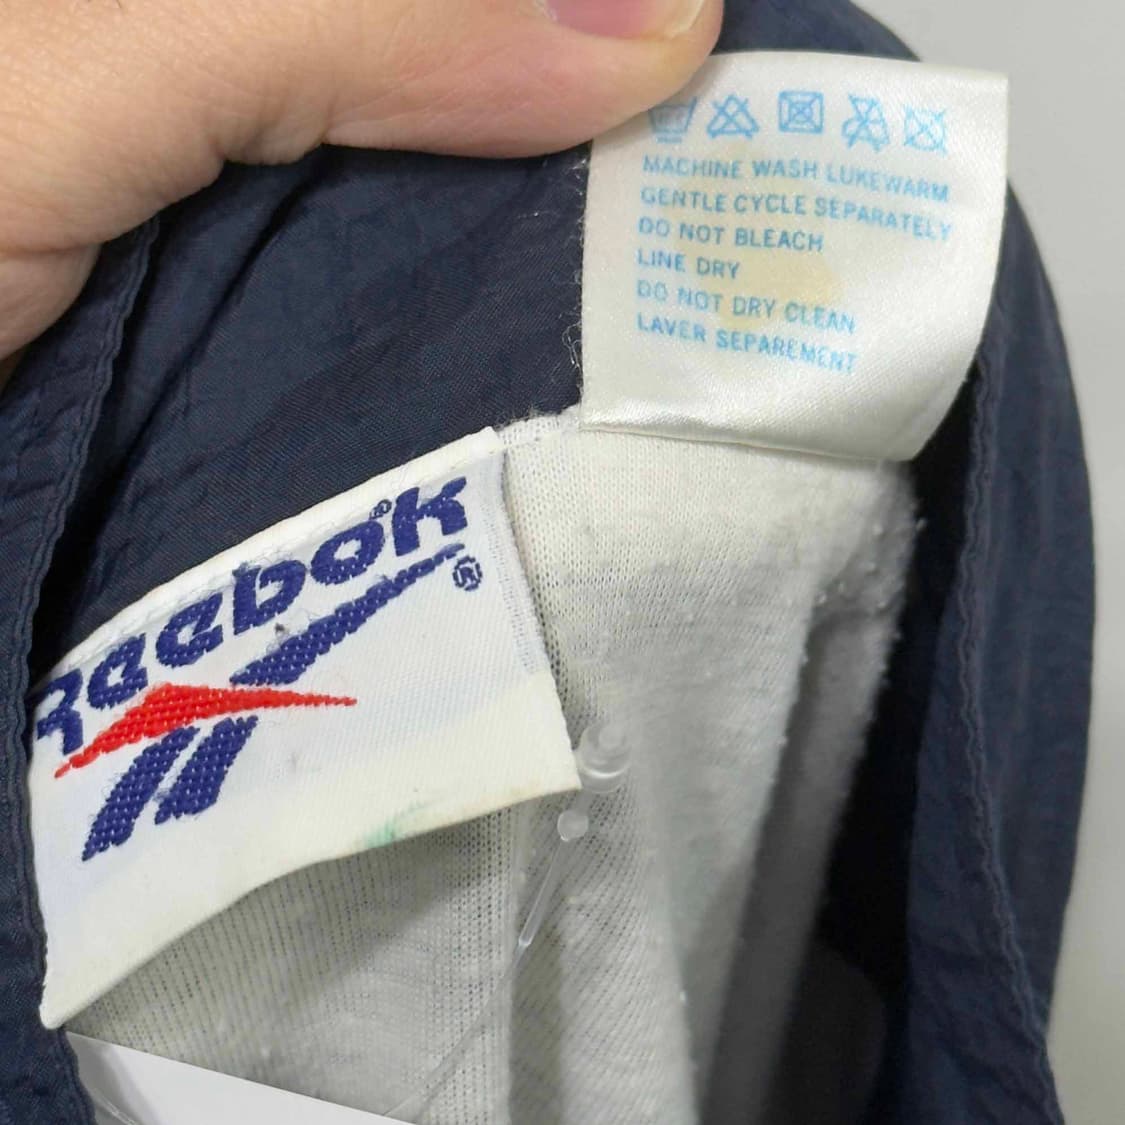 MACHINE WASH LUKEWARM
GENTLE CYCLE SEPARATELY
DO NOT BLEACH
LINE DRY
DO NOT DRY CLEAN
LAVER SEPAREMENT
Reebok®
®